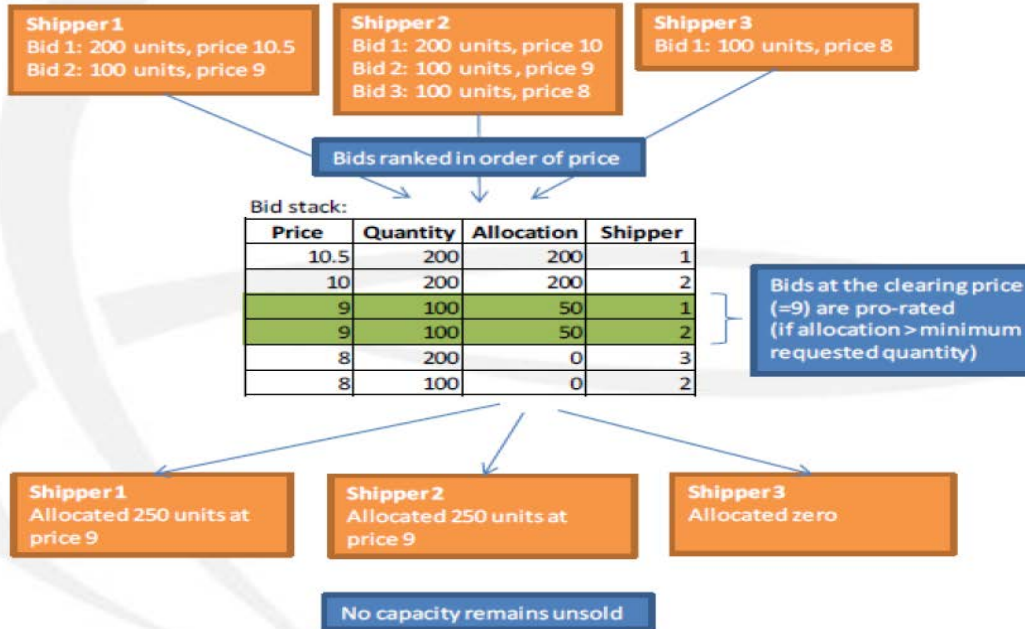 Shipper 1
Bid 1: 200 units, price 10.5
Bid 2: 100 units, price 9
Shipper 2
Bid 1: 200 units, price 10
Bid 2: 100 units, price 9
Bid 3: 100 units, price 8
Shipper 3
Bid 1: 100 units, price 8
Bids ranked in order of price
Bid stack:
Price Quantity Allocation Shipper
10.5 200 200 1
10 200 200 2
9 100 50 1
9 100 50 2
8 200 0 3
8 100 0 2
Bids at the clearing price
(=9) are pro-rated
(if allocation > minimum
requested quantity)
Shipper 1
Allocated 250 units at
price 9
Shipper 2
Allocated 250 units at
price 9
Shipper 3
Allocated zero
No capacity remains unsold